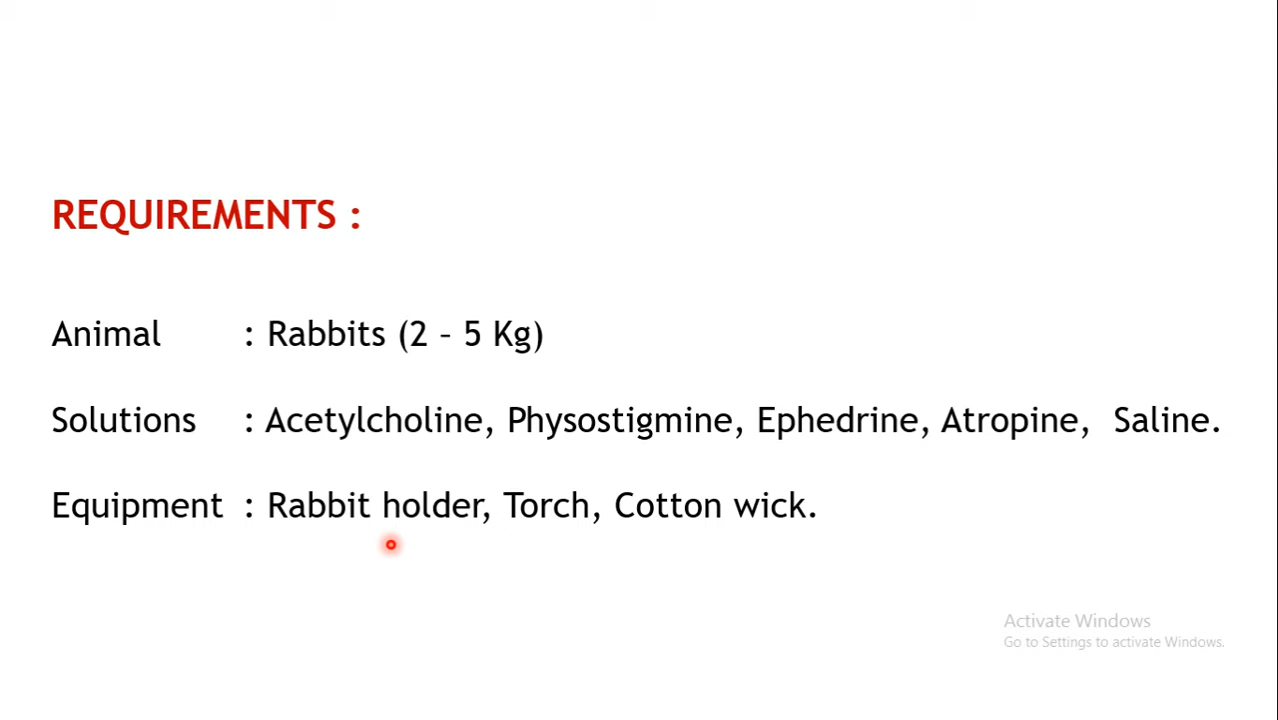 REQUIREMENTS :
Animal : Rabbits (2 – 5 Kg)
Solutions : Acetylcholine, Physostigmine, Ephedrine, Atropine, Saline.
Equipment : Rabbit holder, Torch, Cotton wick.
Activate Windows
Go to Settings to activate Windows.